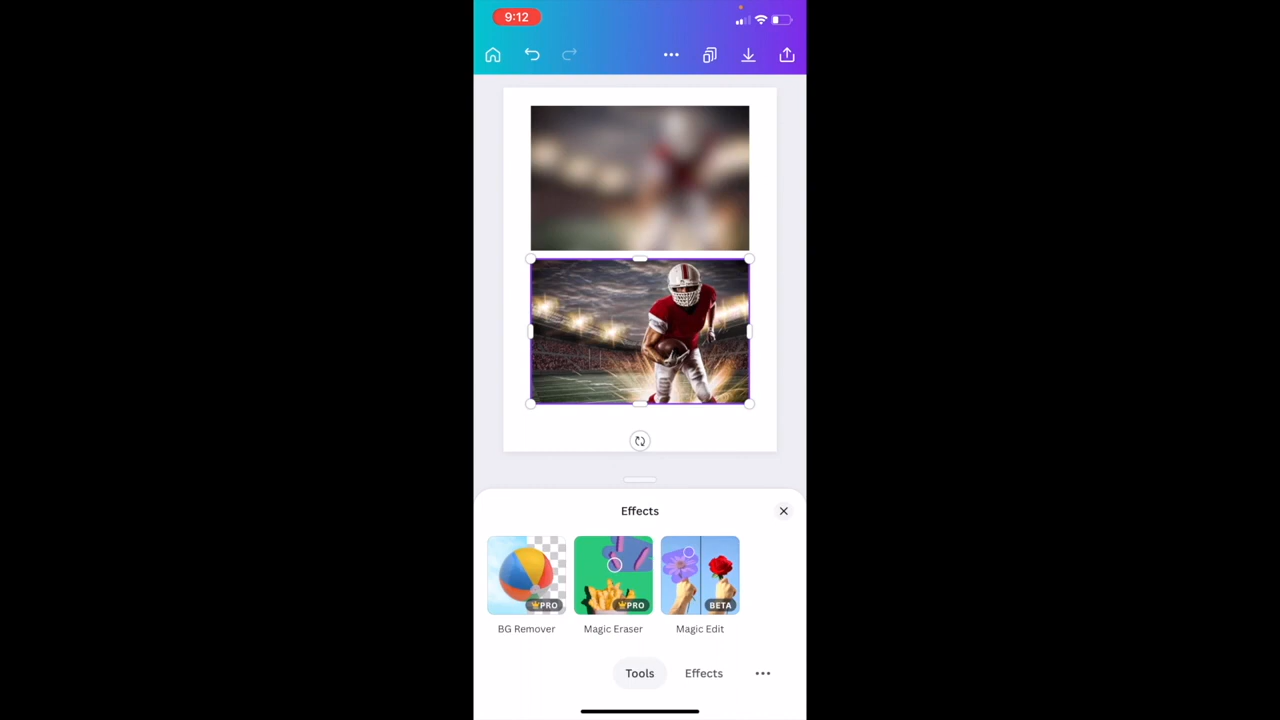 9:12
Effects
PRO
PRO
BETA
BG Remover
Magic Eraser
Magic Edit
Tools
Effects